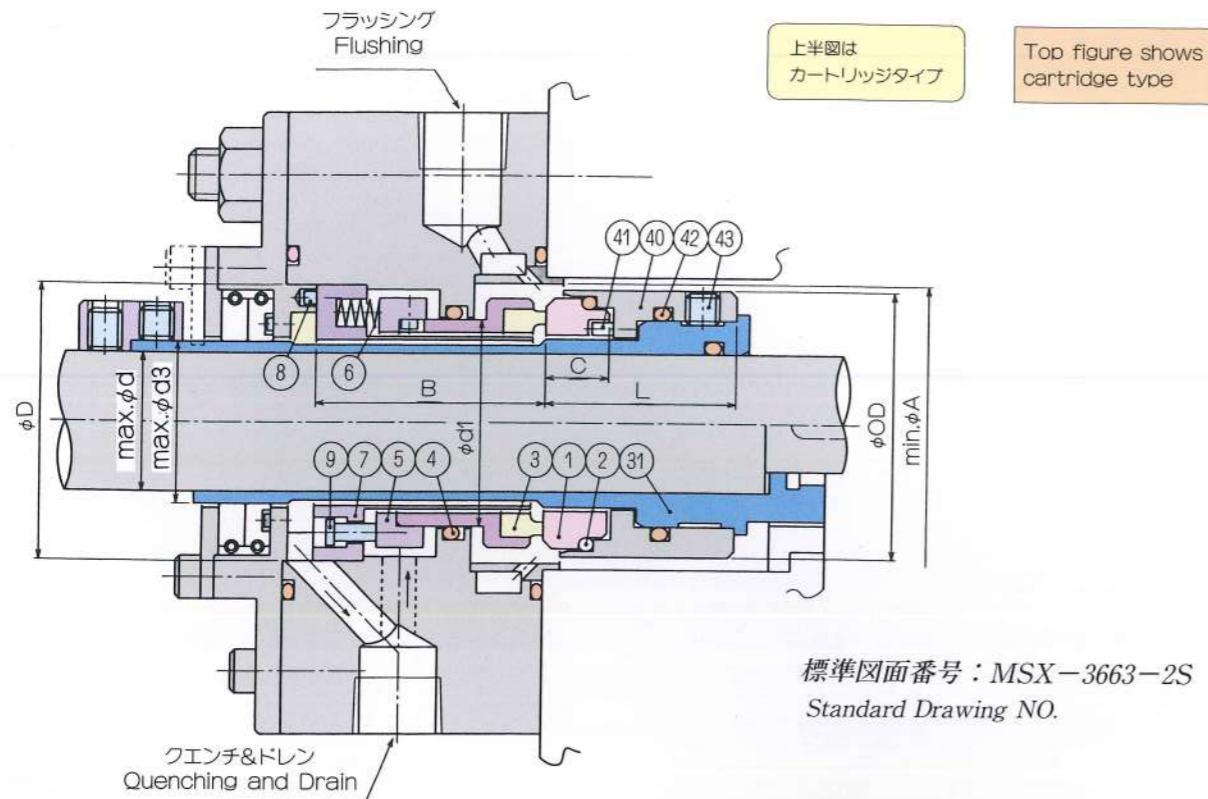 フラッシング
Flushing
上半図は
カートリッジタイプ
Top figure shows
cartridge type
41 40 42 43
8 6
B
C
L
φD
max.φd
max.φd3
φd1
φOD
min.φA
9 7 5 4 3 1 2 31
標準図面番号：MSX－3663－2S
Standard Drawing NO.
クエンチ&ドレン
Quenching and Drain